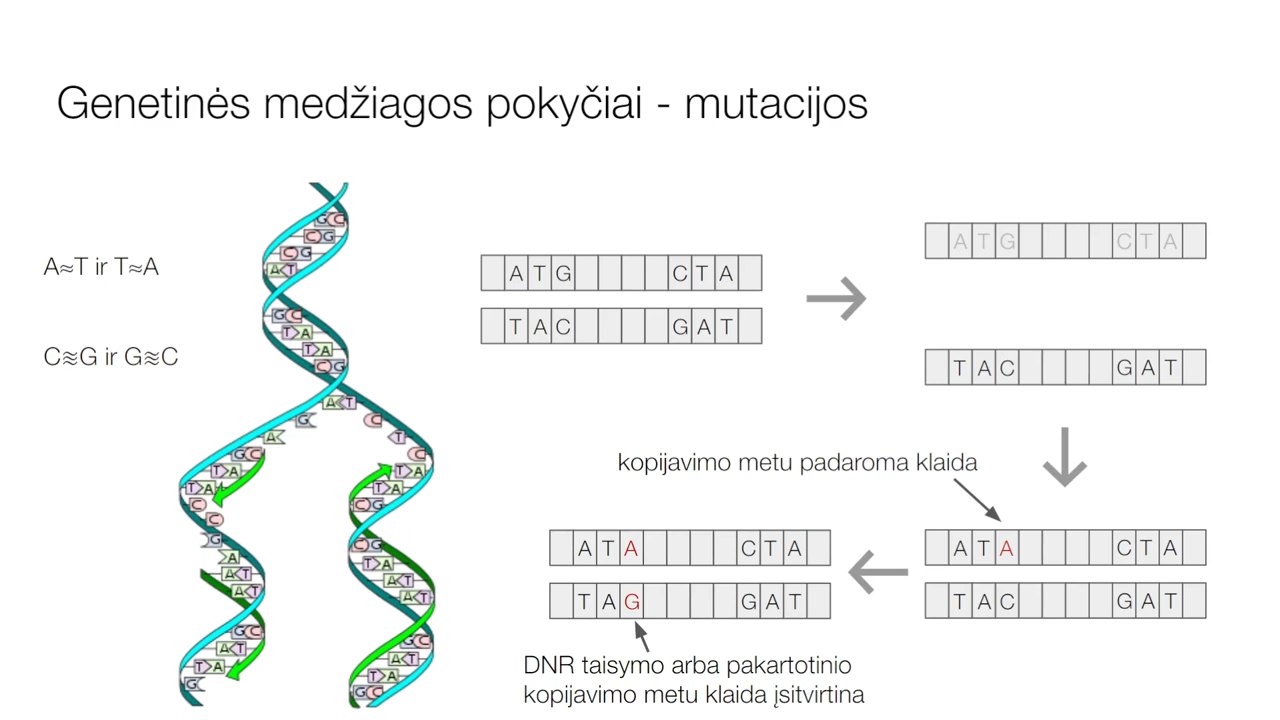 Genetinės medžiagos pokyčiai - mutacijos
A≈T ir T≈A
C≋G ir G≋C
G C
C G
C G
A T
G C
T A
T A
C G
A T
G C
A T
G C
T A
T A
T A
T A
C
C G
C
G C G
A T A
A T A T
A T A T
G C G C
A T A T
T A T A
G G C
A T G C T A
T A C G A T
A T G C T A
T A C G A T
kopijavimo metu padaroma klaida
A T A C T A
T A C G A T
A T A C T A
T A G G A T
DNR taisymo arba pakartotinio
kopijavimo metu klaida įsitvirtina